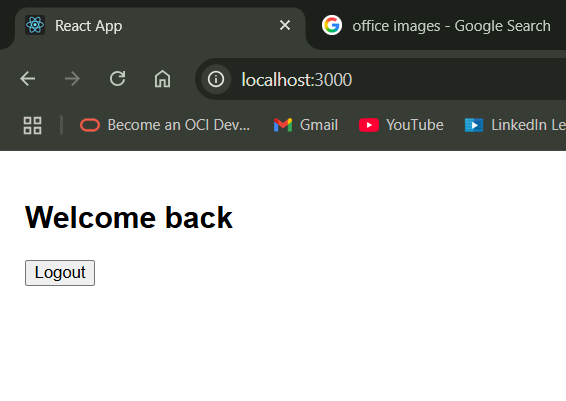 React App
office images - Google Search
localhost:3000
Become an OCI Dev...
Gmail
YouTube
LinkedIn Le
Welcome back
Logout